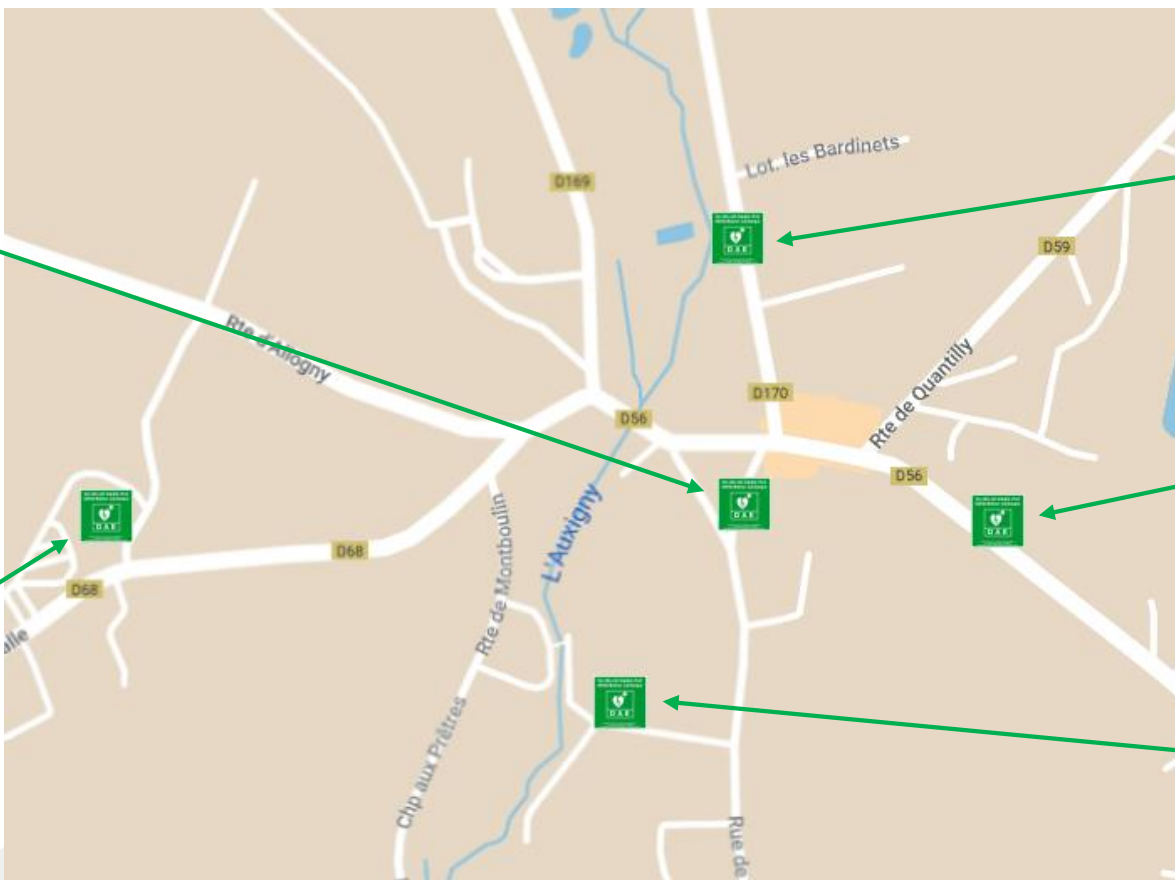 Lot. les Bardinets
D169
DAE
D59
Rte d'Allogny
Rte de Quantilly
D170
D56
D56
DAE
DAE
DAE
L'Auxigny
Rte de Montboulin
D68
D68
alle
DAE
Chp aux Prêtres
Rue de